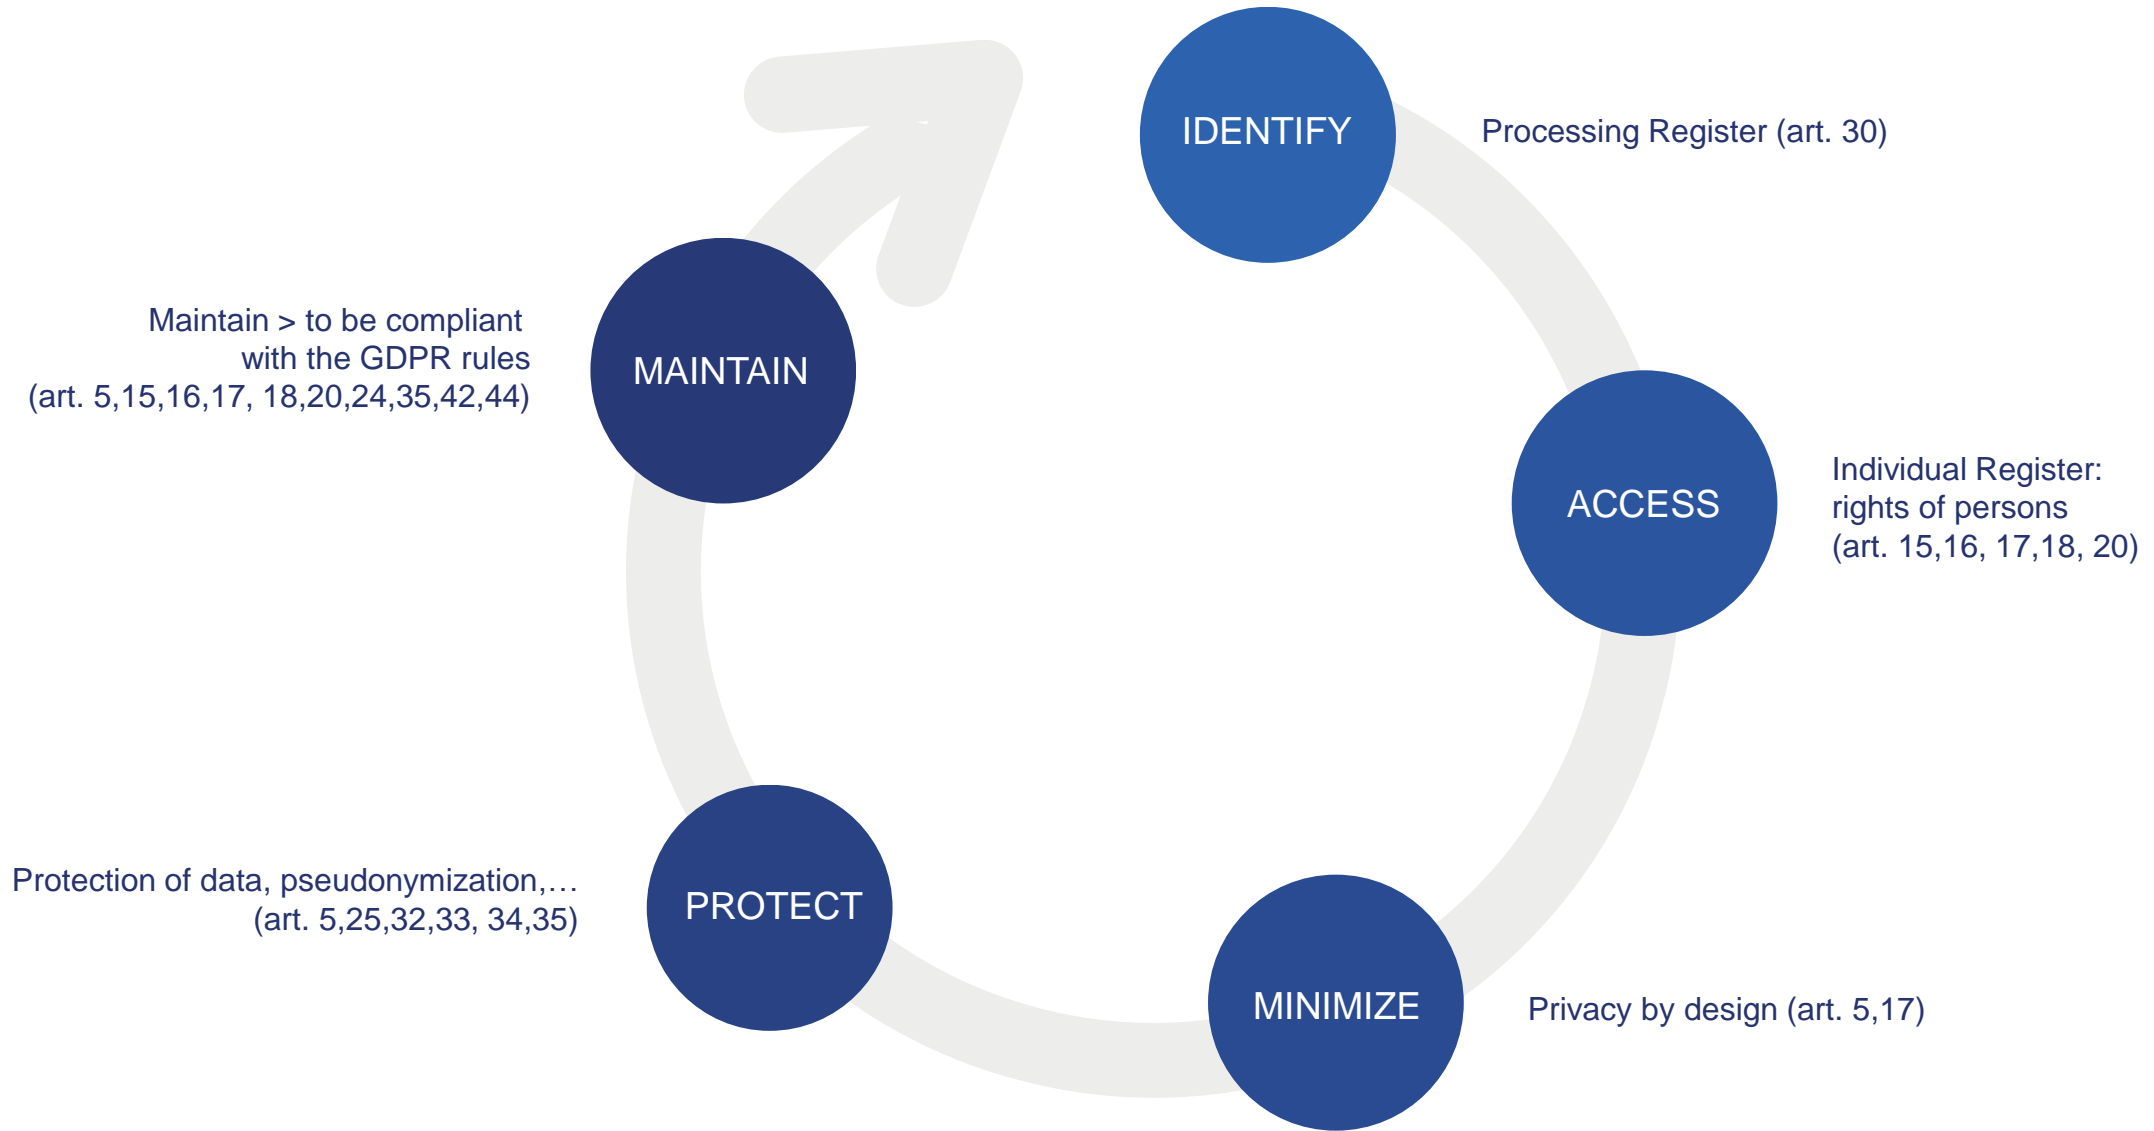 IDENTIFY
Processing Register (art. 30)
ACCESS
Individual Register:
rights of persons
(art. 15,16, 17,18, 20)
MINIMIZE
Privacy by design (art. 5,17)
PROTECT
Protection of data, pseudonymization,…
(art. 5,25,32,33, 34,35)
MAINTAIN
Maintain > to be compliant
with the GDPR rules
(art. 5,15,16,17, 18,20,24,35,42,44)